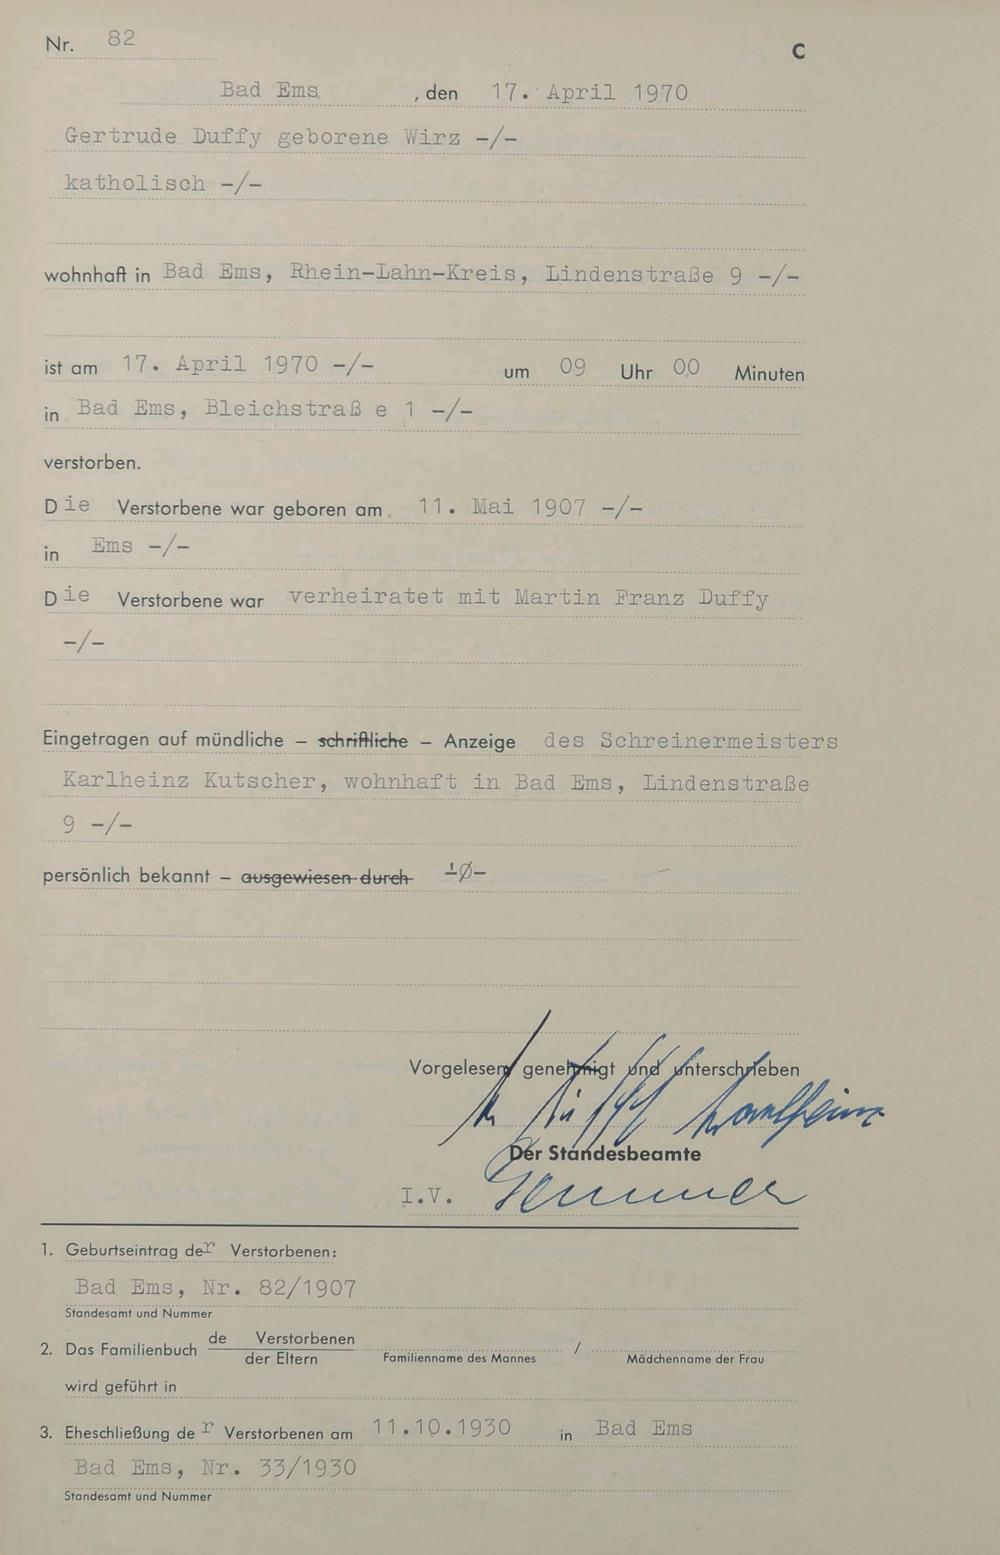 Nr. 82
C
Bad Ems, den 17. April 1970
Gertrude Duffy geborene Wirz -/-
katholisch -/-
wohnhaft in Bad Ems, Rhein-Lahn-Kreis, Lindenstraße 9 -/-
ist am 17. April 1970 -/- um 09 Uhr 00 Minuten
in Bad Ems, Bleichstraß e 1 -/-
verstorben.
Die Verstorbene war geboren am 11. Mai 1907 -/-
in Ems -/-
Die Verstorbene war verheiratet mit Martin Franz Duffy
-/-
Eingetragen auf mündliche – schriftliche – Anzeige des Schreinermeisters
Karlheinz Kutscher, wohnhaft in Bad Ems, Lindenstraße
9 -/-
persönlich bekannt – ausgewiesen durch
Vorgelesen, genehmigt und unterschrieben
Karlheinz
Der Standesbeamte
I.V.
1. Geburtseintrag der Verstorbenen:
Bad Ems, Nr. 82/1907
Standesamt und Nummer
2. Das Familienbuch de Verstorbenen / der Eltern
Familienname des Mannes / Mädchenname der Frau
wird geführt in
3. Eheschließung der Verstorbenen am 11.10.1930 in Bad Ems
Bad Ems, Nr. 33/1930
Standesamt und Nummer